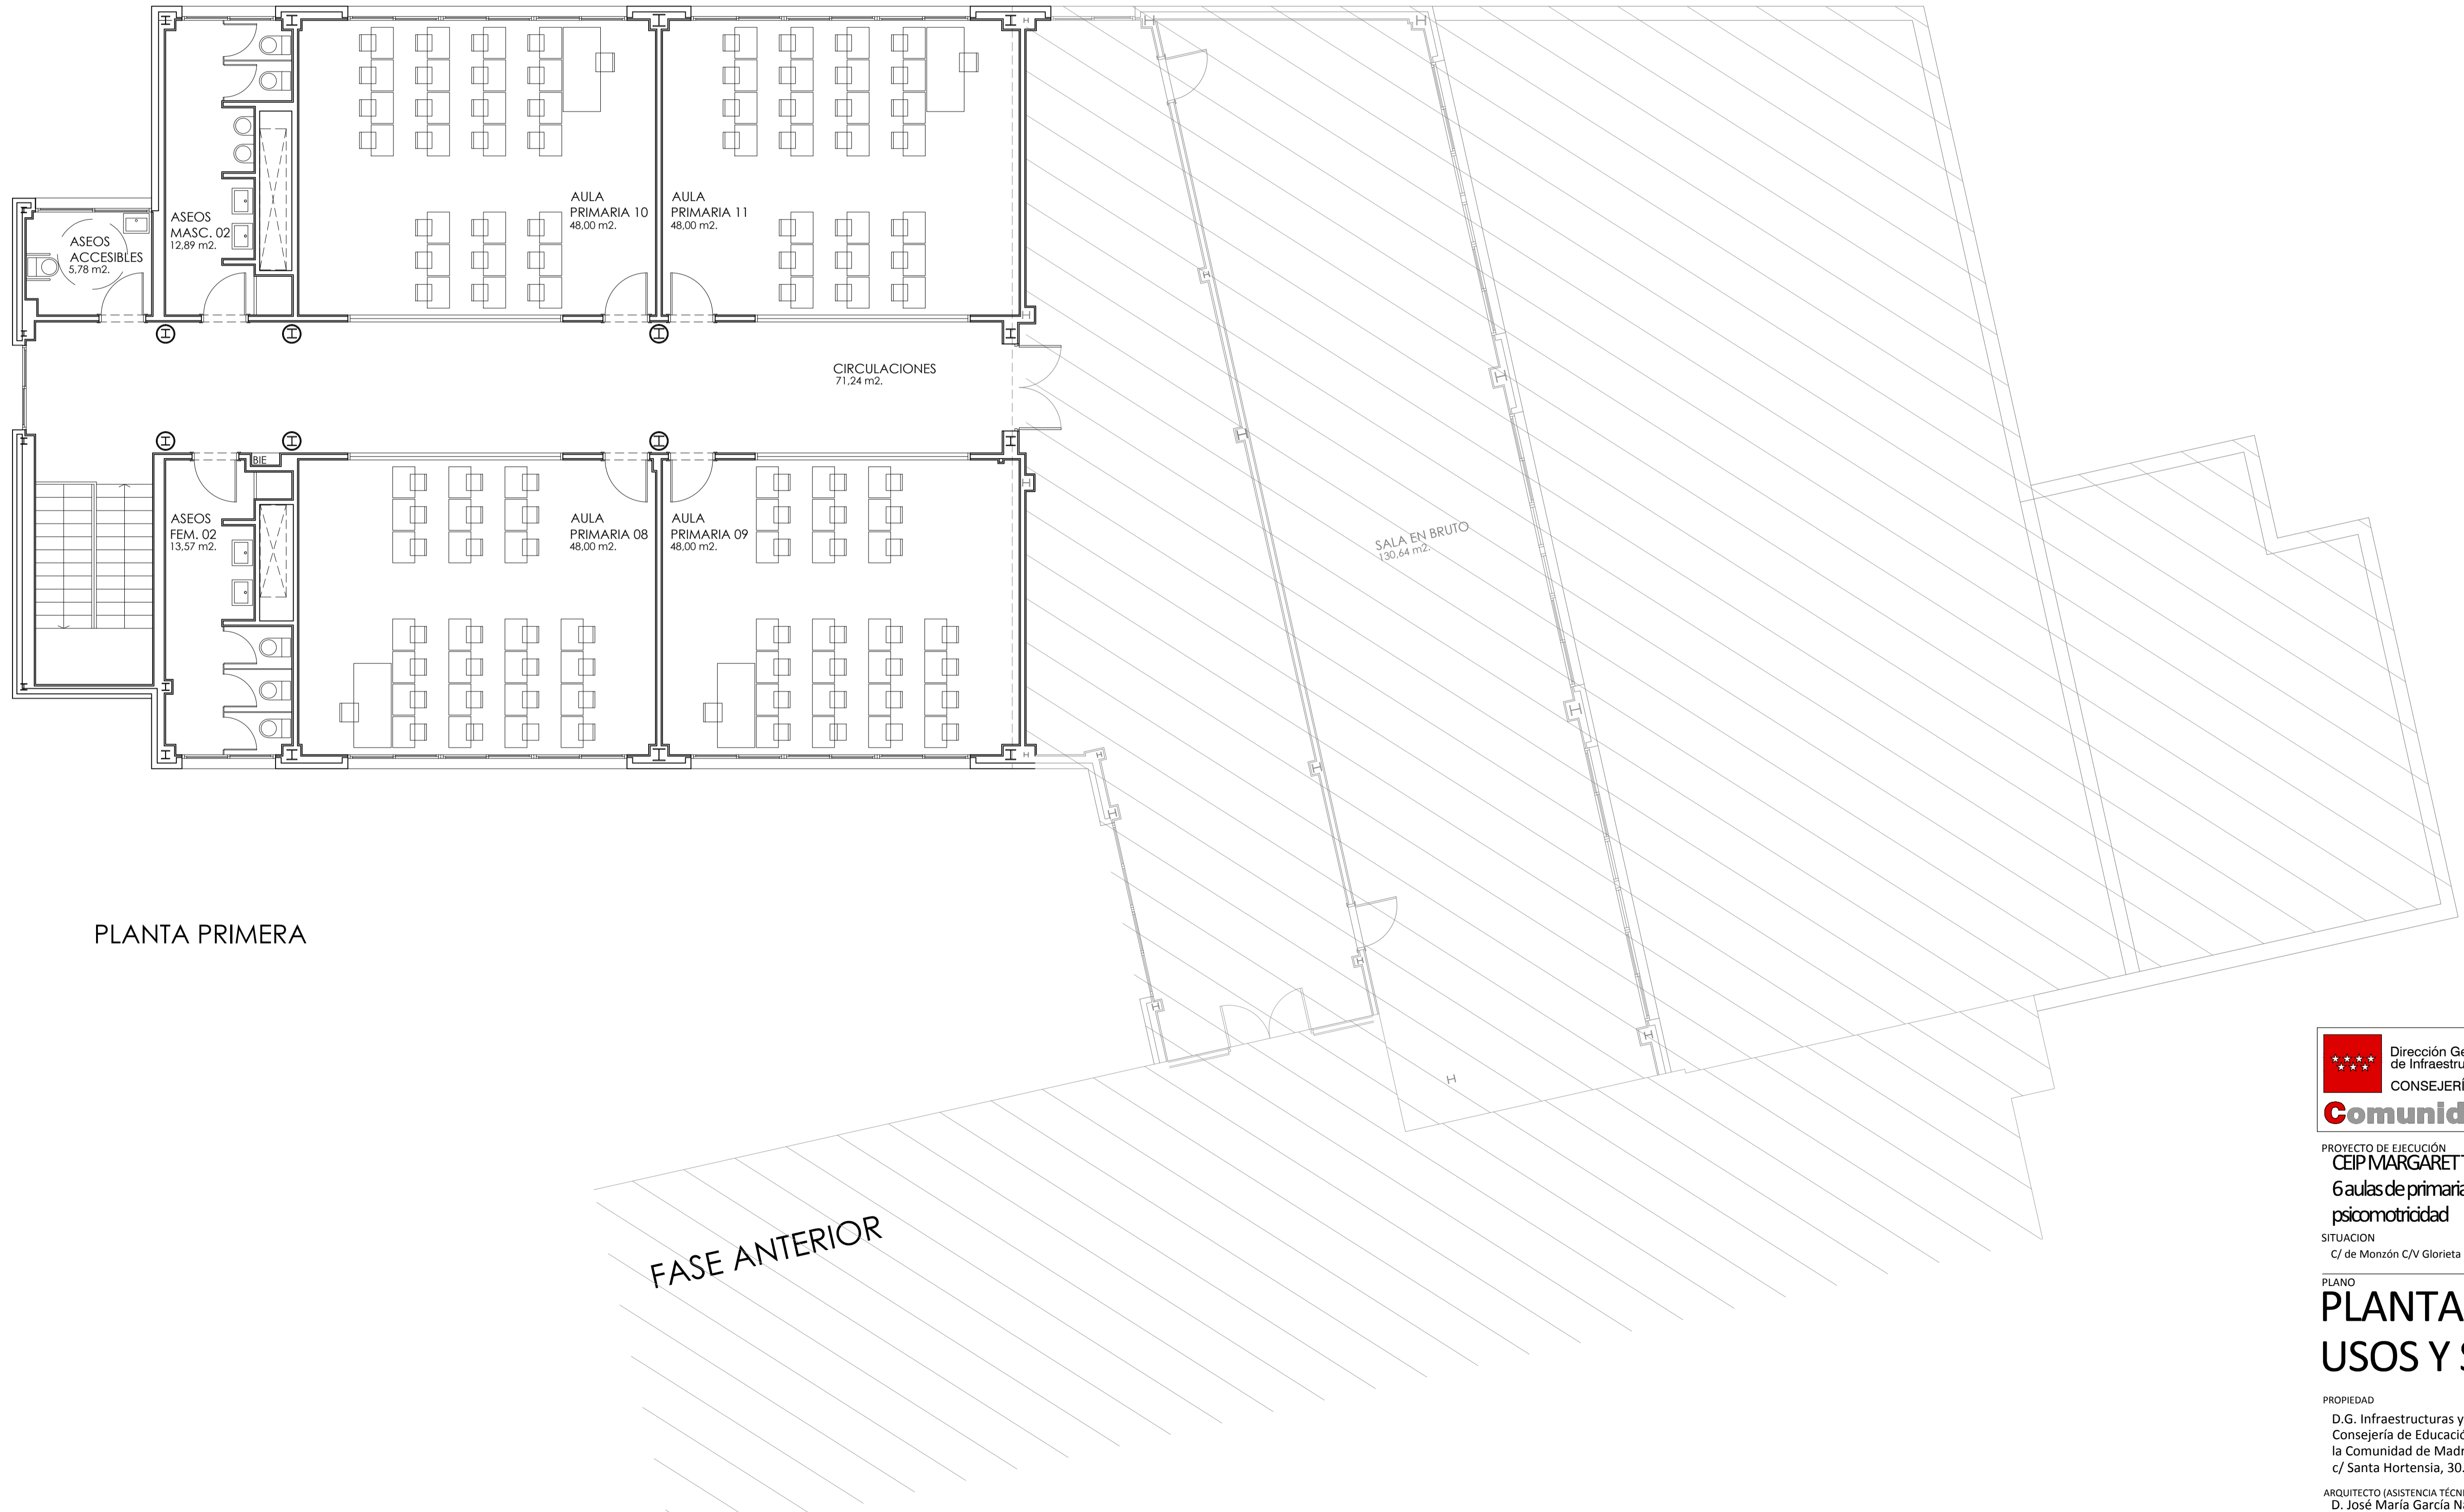 ASEOS
MASC. 02
12,89 m2.
AULA
PRIMARIA 10
48,00 m2.
AULA
PRIMARIA 11
48,00 m2.
ASEOS
ACCESIBLES
5,78 m2.
CIRCULACIONES
71,24 m2.
BIE
ASEOS
FEM. 02
13,57 m2.
AULA
PRIMARIA 08
48,00 m2.
AULA
PRIMARIA 09
48,00 m2.
SALA EN BRUTO
130,64 m2.
PLANTA PRIMERA
FASE ANTERIOR
Dirección Ge
de Infraestru
CONSEJERÍ
Comunid
PROYECTO DE EJECUCIÓN
CEIP MARGARET T
6 aulas de primaria
psicomotricidad
SITUACION
C/ de Monzón C/V Glorieta
PLANO
PLANTA
USOS Y S
PROPIEDAD
D.G. Infraestructuras y
Consejería de Educació
la Comunidad de Madr
c/ Santa Hortensia, 30.
ARQUITECTO (ASISTENCIA TÉCNI
D. José María García N